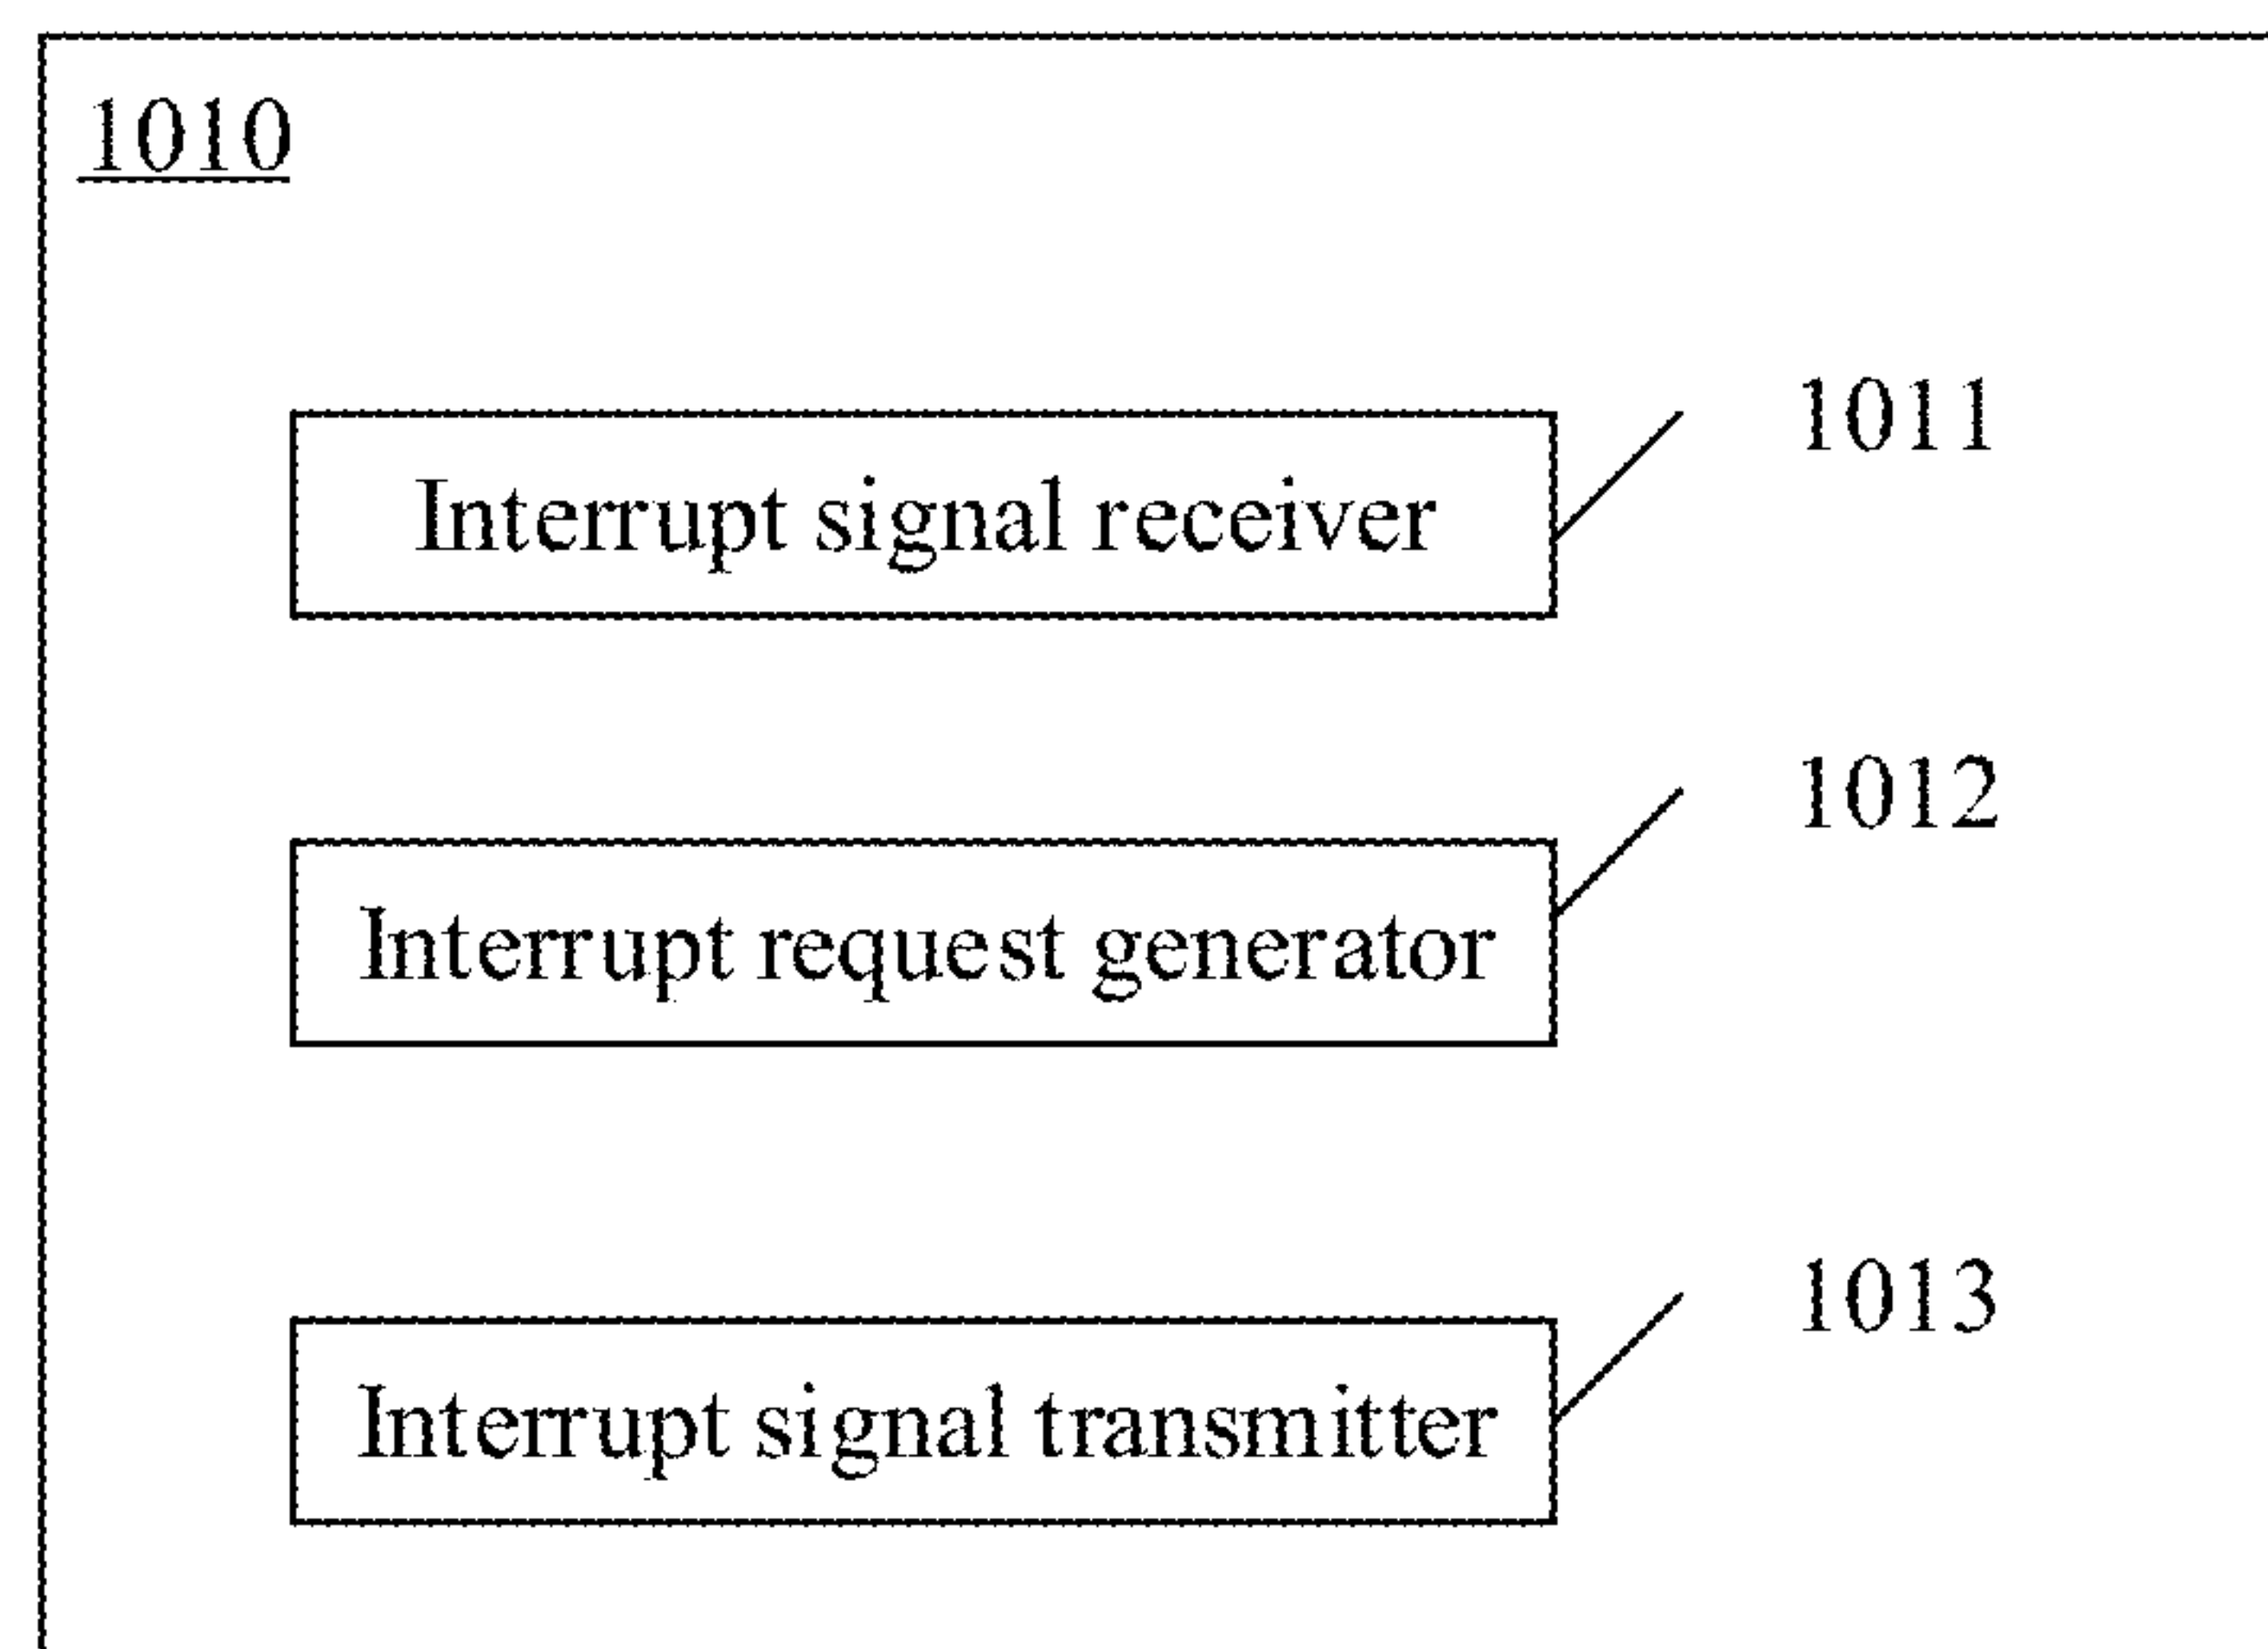 1010
1011
Interrupt signal receiver
1012
Interrupt request generator
1013
Interrupt signal transmitter